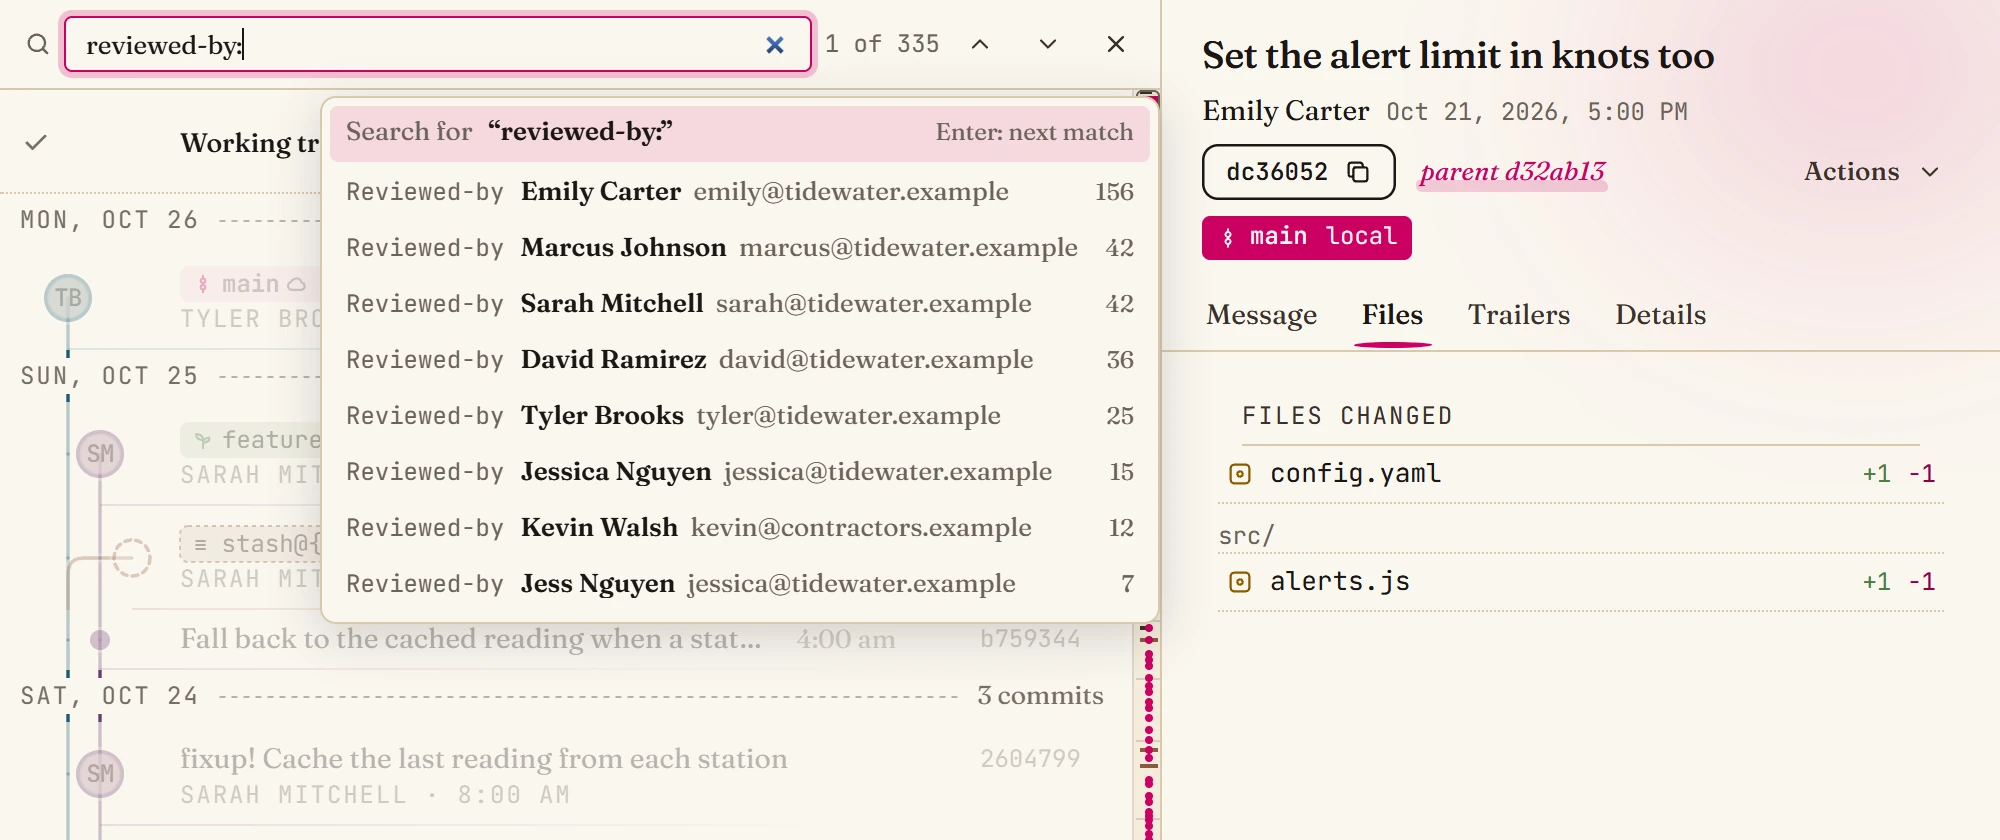 reviewed-by:
1 of 335
Search for “reviewed-by:” Enter: next match
Reviewed-by Emily Carter emily@tidewater.example 156
Reviewed-by Marcus Johnson marcus@tidewater.example 42
Reviewed-by Sarah Mitchell sarah@tidewater.example 42
Reviewed-by David Ramirez david@tidewater.example 36
Reviewed-by Tyler Brooks tyler@tidewater.example 25
Reviewed-by Jessica Nguyen jessica@tidewater.example 15
Reviewed-by Kevin Walsh kevin@contractors.example 12
Reviewed-by Jess Nguyen jessica@tidewater.example 7
Working tr
MON, OCT 26
TB
main
TYLER BRO
SUN, OCT 25
SM
feature
SARAH MIT
stash@{
SARAH MIT
Fall back to the cached reading when a stat... 4:00 am b759344
SAT, OCT 24 3 commits
SM
fixup! Cache the last reading from each station 2604799
SARAH MITCHELL · 8:00 AM
Set the alert limit in knots too
Emily Carter Oct 21, 2026, 5:00 PM
dc36052 parent d32ab13 Actions
main local
Message Files Trailers Details
FILES CHANGED
config.yaml +1 -1
src/
alerts.js +1 -1